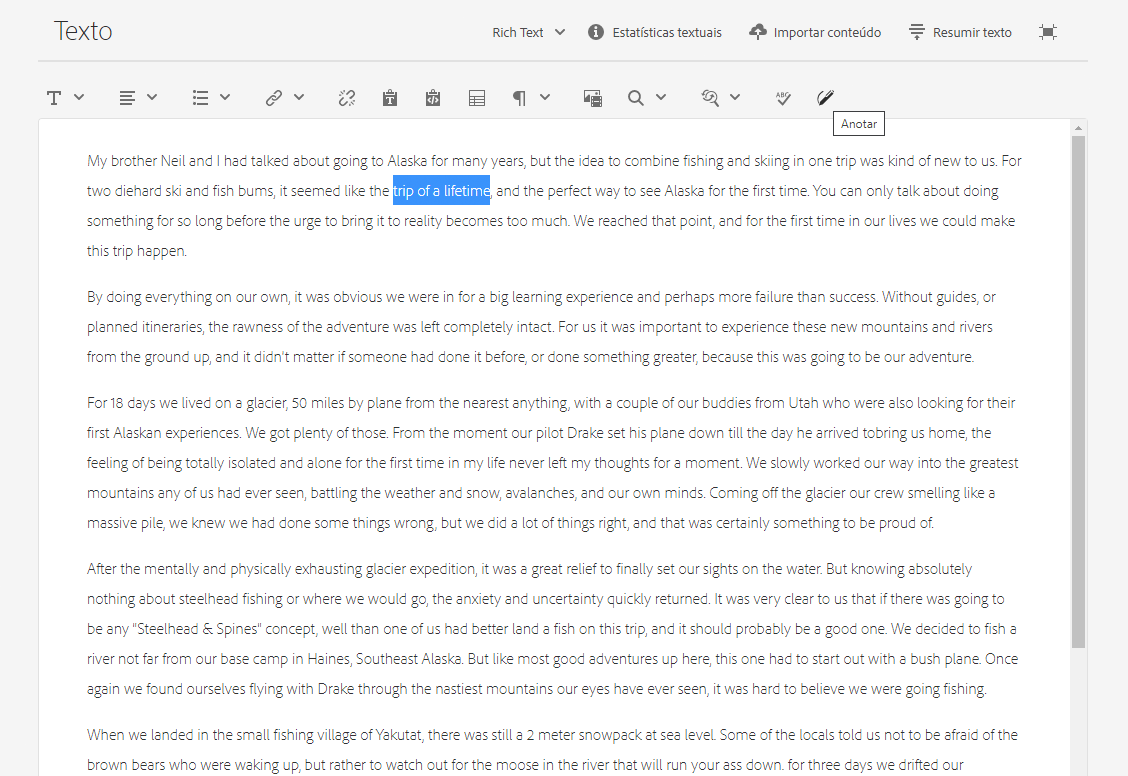 Texto
Rich Text
Estatísticas textuais
Importar conteúdo
Resumir texto
Anotar
My brother Neil and I had talked about going to Alaska for many years, but the idea to combine fishing and skiing in one trip was kind of new to us. For
two diehard ski and fish bums, it seemed like the trip of a lifetime, and the perfect way to see Alaska for the first time. You can only talk about doing
something for so long before the urge to bring it to reality becomes too much. We reached that point, and for the first time in our lives we could make
this trip happen.
By doing everything on our own, it was obvious we were in for a big learning experience and perhaps more failure than success. Without guides, or
planned itineraries, the rawness of the adventure was left completely intact. For us it was important to experience these new mountains and rivers
from the ground up, and it didn't matter if someone had done it before, or done something greater, because this was going to be our adventure.
For 18 days we lived on a glacier, 50 miles by plane from the nearest anything, with a couple of our buddies from Utah who were also looking for their
first Alaskan experiences. We got plenty of those. From the moment our pilot Drake set his plane down till the day he arrived tobring us home, the
feeling of being totally isolated and alone for the first time in my life never left my thoughts for a moment. We slowly worked our way into the greatest
mountains any of us had ever seen, battling the weather and snow, avalanches, and our own minds. Coming off the glacier our crew smelling like a
massive pile, we knew we had done some things wrong, but we did a lot of things right, and that was certainly something to be proud of.
After the mentally and physically exhausting glacier expedition, it was a great relief to finally set our sights on the water. But knowing absolutely
nothing about steelhead fishing or where we would go, the anxiety and uncertainty quickly returned. It was very clear to us that if there was going to
be any "Steelhead & Spines" concept, well than one of us had better land a fish on this trip, and it should probably be a good one. We decided to fish a
river not far from our base camp in Haines, Southeast Alaska. But like most good adventures up here, this one had to start out with a bush plane. Once
again we found ourselves flying with Drake through the nastiest mountains our eyes have ever seen, it was hard to believe we were going fishing.
When we landed in the small fishing village of Yakutat, there was still a 2 meter snowpack at sea level. Some of the locals told us not to be afraid of the
brown bears who were waking up, but rather to watch out for the moose in the river that will run your ass down. for three days we drifted our